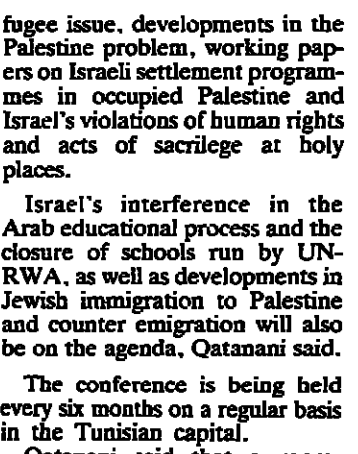 fugee issue, developments in the
Palestine problem, working pap-
ers on Israeli settlement program-
mes in occupied Palestine and
Israel's violations of human rights
and acts of sacrilege at holy
places.
Israel's interference in the
Arab educational process and the
closure of schools run by UN-
RWA, as well as developments in
Jewish immigration to Palestine
and counter emigration will also
be on the agenda, Qatanani said.
The conference is being held
every six months on a regular basis
in the Tunisian capital.
Qatanani said that a